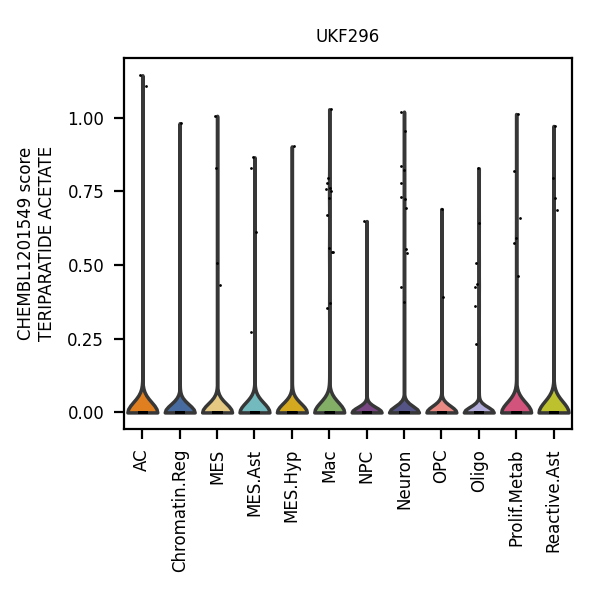 UKF296
CHEMBL1201549 score
TERIPARATIDE ACETATE
1.00
0.75
0.50
0.25
0.00
AC
Chromatin.Reg
MES
MES.Ast
MES.Hyp
Mac
NPC
Neuron
OPC
Oligo
Prolif.Metab
Reactive.Ast